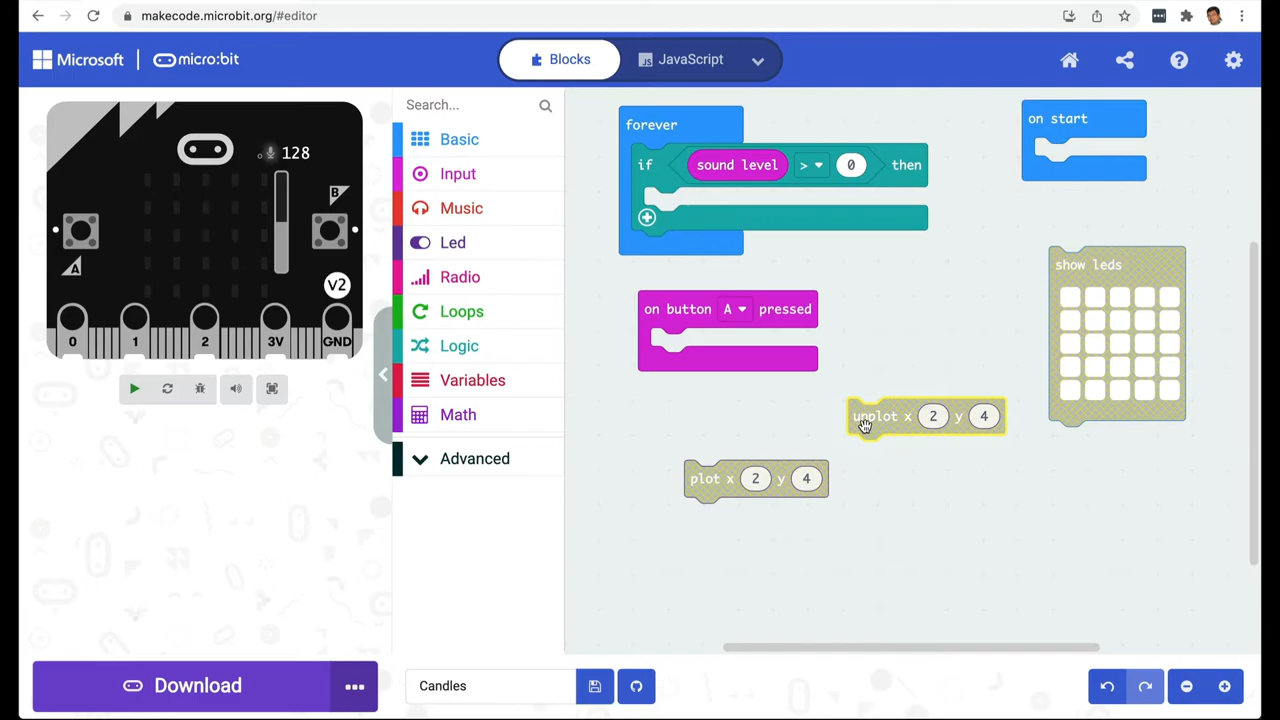 makecode.microbit.org/#editor
Microsoft
micro:bit
Blocks
JavaScript
128
B
A
V2
0
1
2
3V
GND
Search...
Basic
Input
Music
Led
Radio
Loops
Logic
Variables
Math
Advanced
forever
if sound level > 0 then
on start
show leds
on button A pressed
unplot x 2 y 4
plot x 2 y 4
Download
Candles